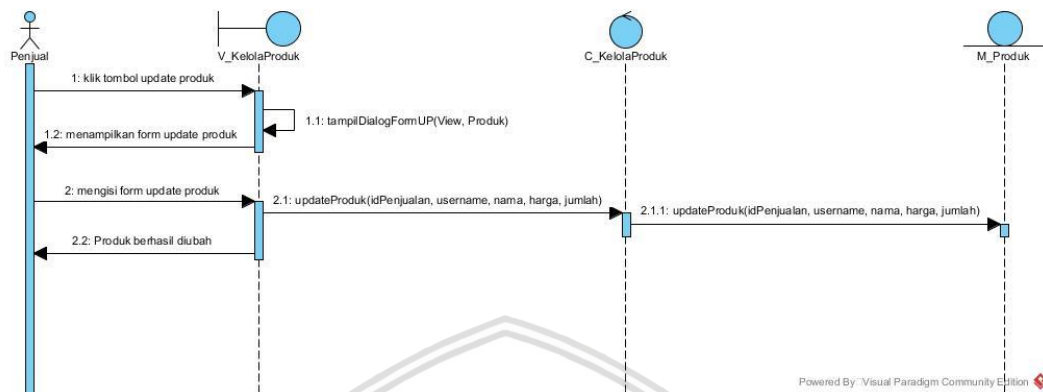 Penjual
V_KelolaProduk
C_KelolaProduk
M_Produk
1: klik tombol update produk
1.1: tampilDialogFormUP(View, Produk)
1.2: menampilkan form update produk
2: mengisi form update produk
2.1: updateProduk(idPenjualan, username, nama, harga, jumlah)
2.1.1: updateProduk(idPenjualan, username, nama, harga, jumlah)
2.2: Produk berhasil diubah
Powered By Visual Paradigm Community Edition